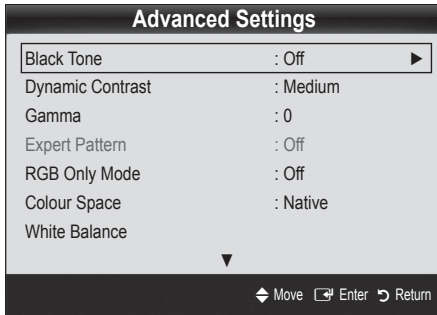 Advanced Settings
Black Tone : Off ▶
Dynamic Contrast : Medium
Gamma : 0
Expert Pattern : Off
RGB Only Mode : Off
Colour Space : Native
White Balance
▼
Move Enter Return